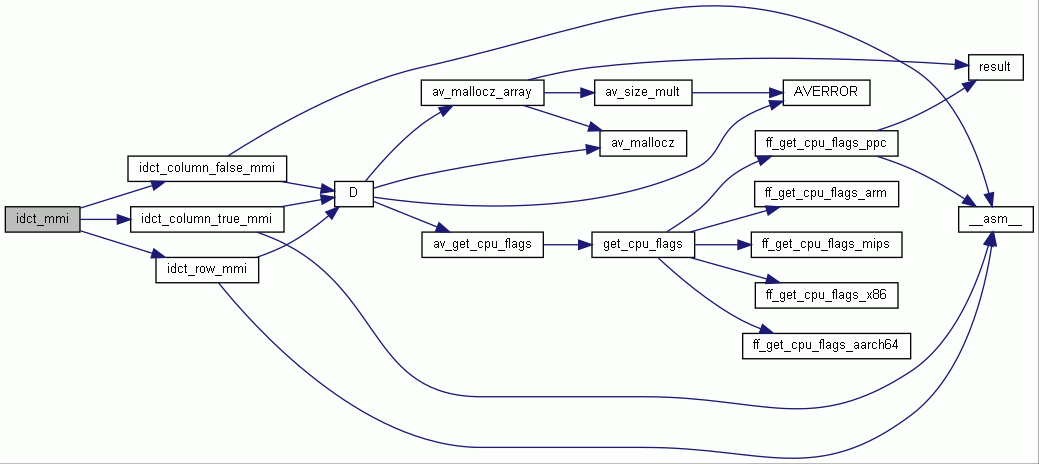 idct_mmi
idct_column_false_mmi
idct_column_true_mmi
idct_row_mmi
D
av_mallocz_array
av_get_cpu_flags
av_size_mult
av_mallocz
get_cpu_flags
AVERROR
ff_get_cpu_flags_ppc
ff_get_cpu_flags_arm
ff_get_cpu_flags_mips
ff_get_cpu_flags_x86
ff_get_cpu_flags_aarch64
result
__asm__